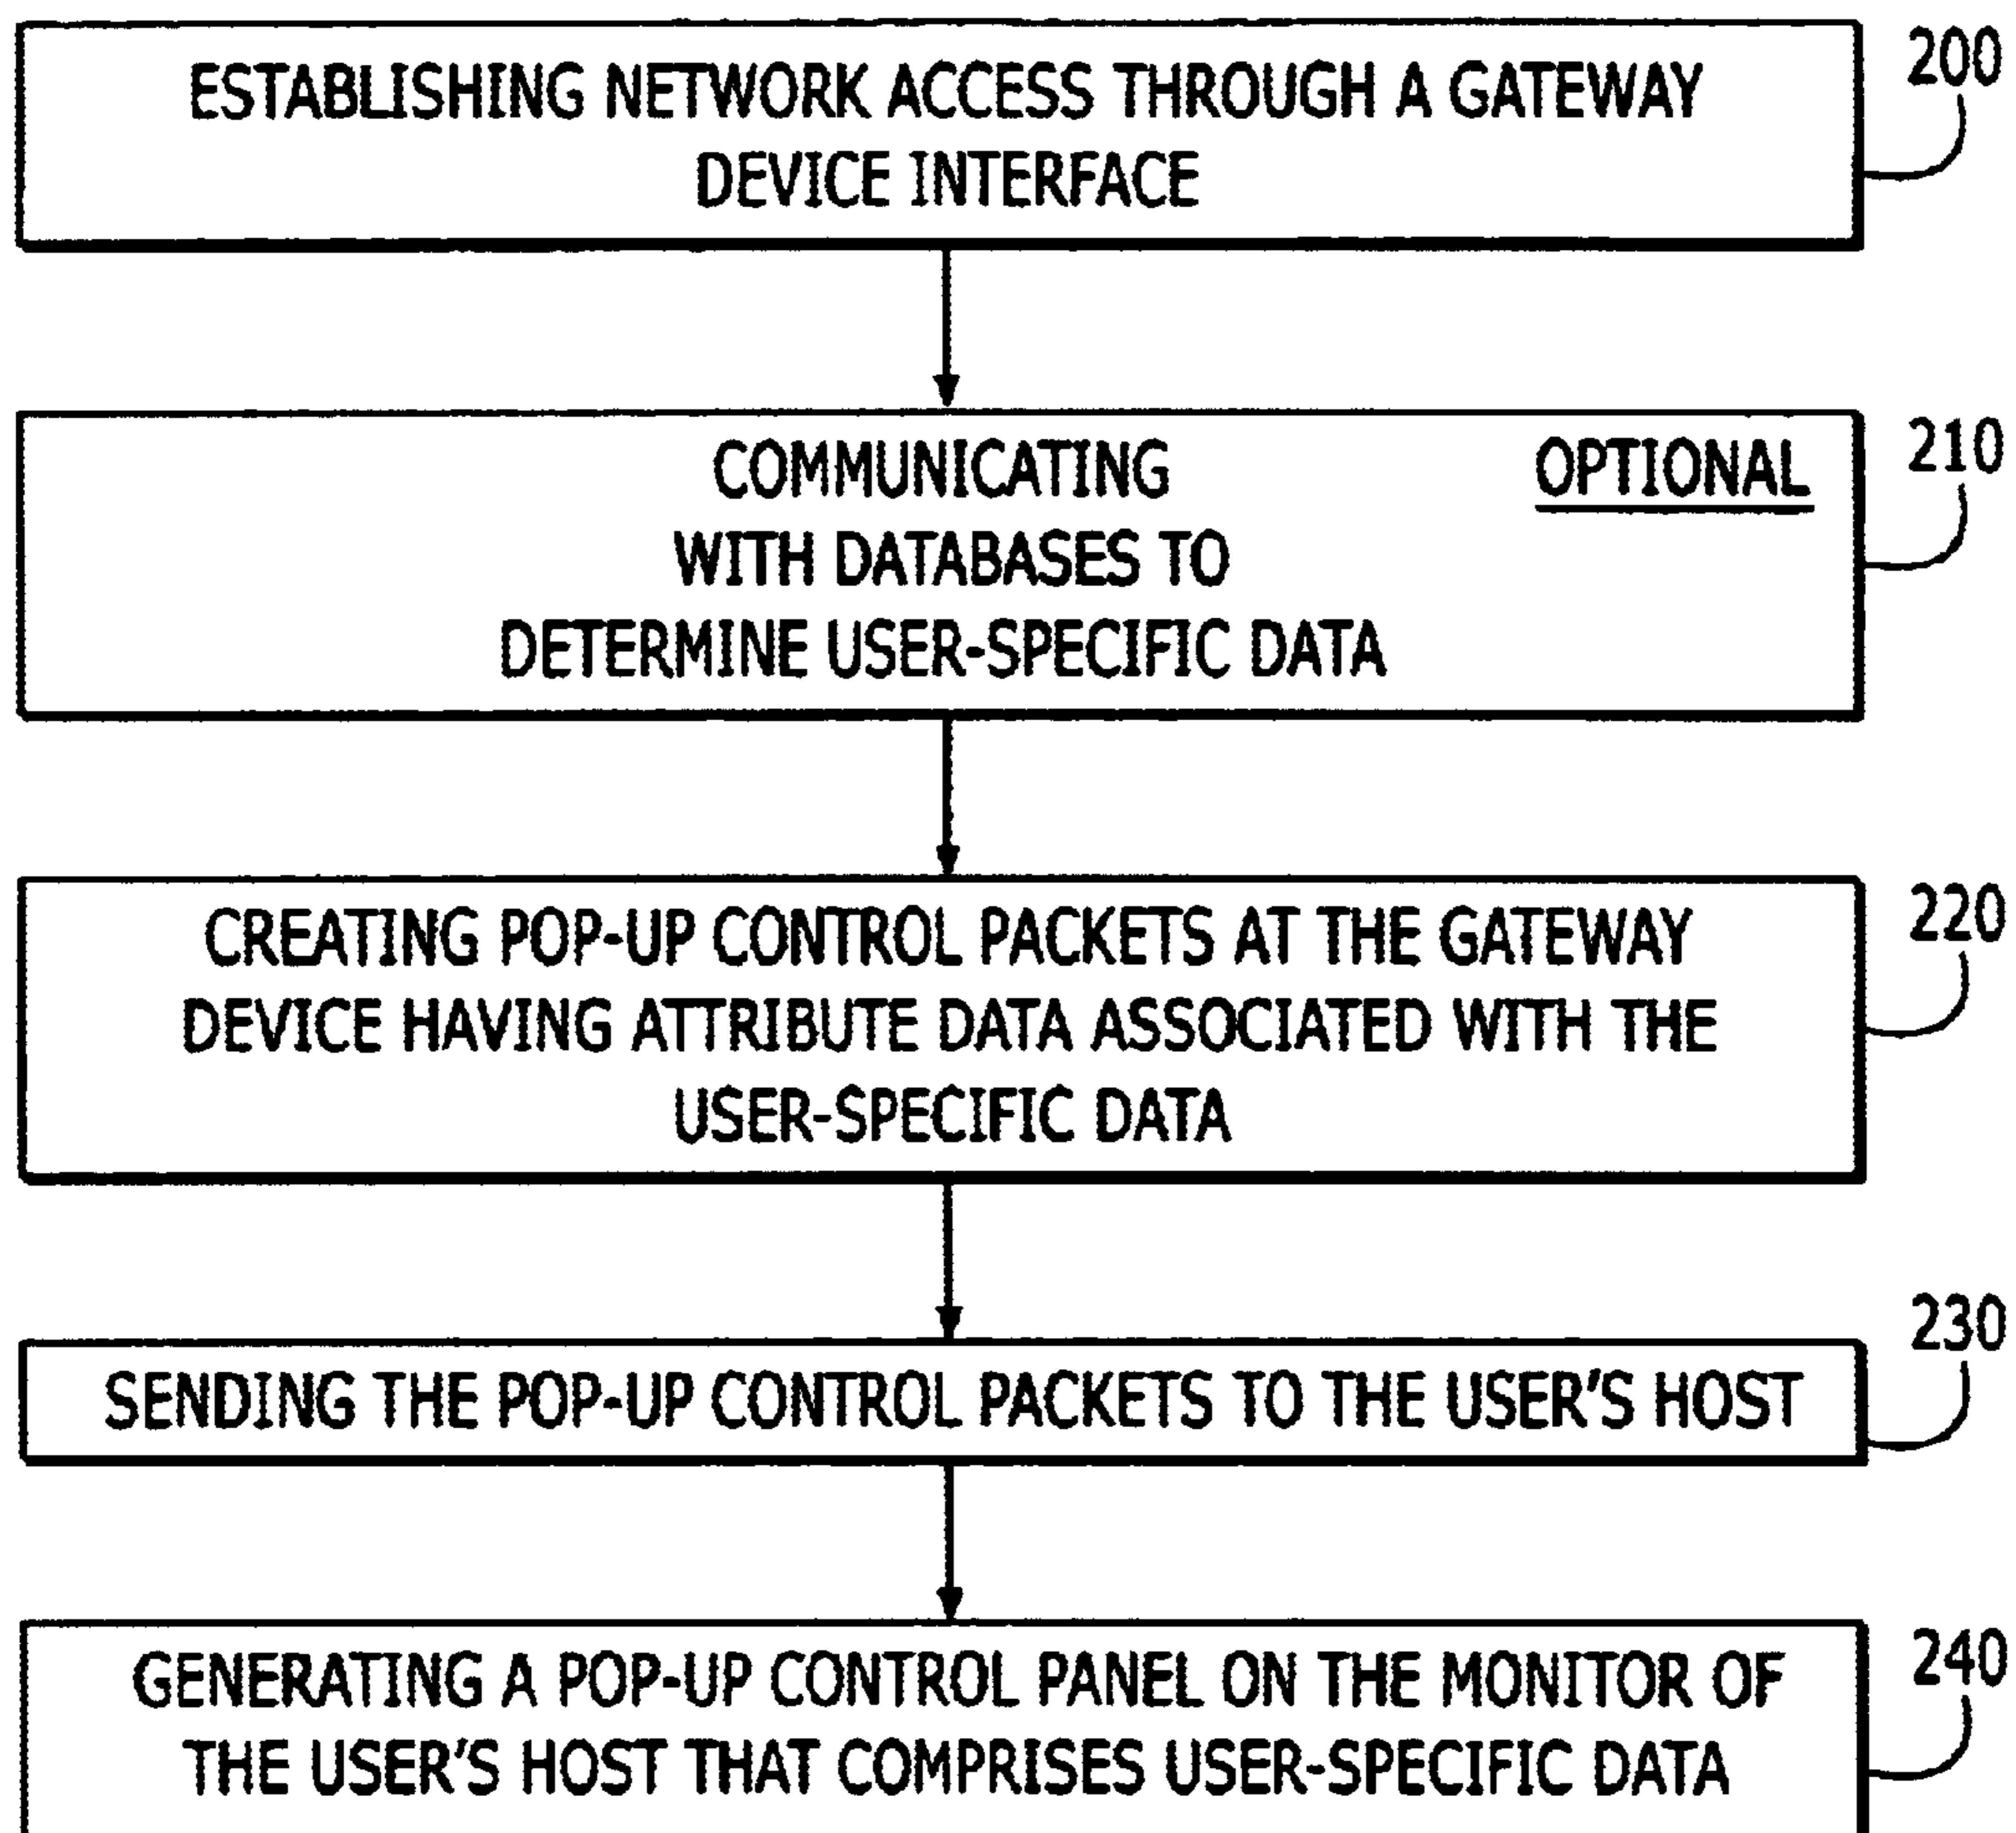 ESTABLISHING NETWORK ACCESS THROUGH A GATEWAY
DEVICE INTERFACE
200
COMMUNICATING
OPTIONAL
WITH DATABASES TO
DETERMINE USER-SPECIFIC DATA
210
CREATING POP-UP CONTROL PACKETS AT THE GATEWAY
DEVICE HAVING ATTRIBUTE DATA ASSOCIATED WITH THE
USER-SPECIFIC DATA
220
SENDING THE POP-UP CONTROL PACKETS TO THE USER'S HOST
230
GENERATING A POP-UP CONTROL PANEL ON THE MONITOR OF
THE USER'S HOST THAT COMPRISES USER-SPECIFIC DATA
240